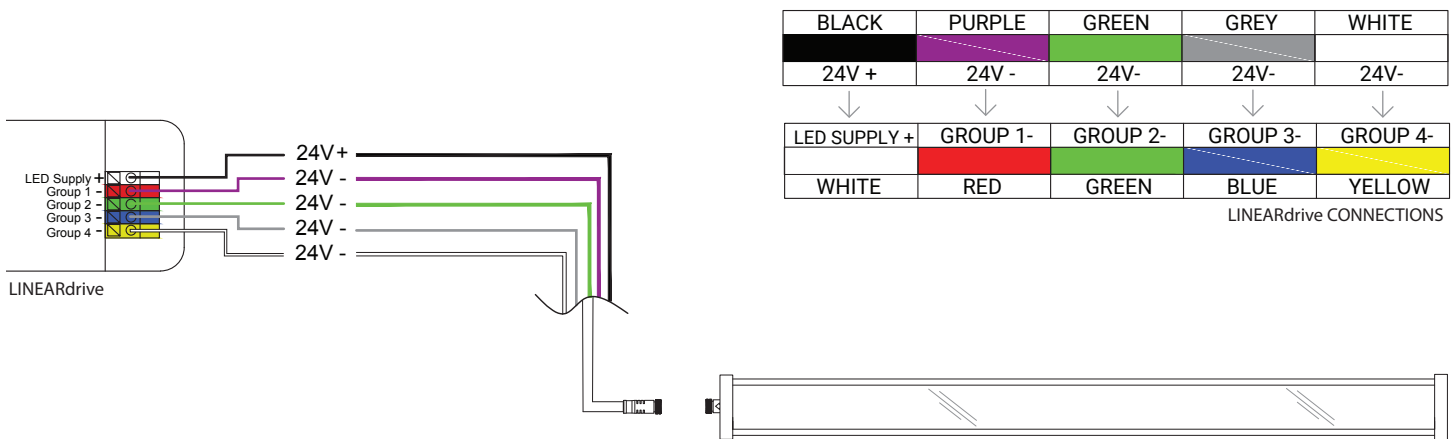 BLACK PURPLE GREEN GREY WHITE
24V + 24V - 24V- 24V- 24V-
LED SUPPLY + GROUP 1- GROUP 2- GROUP 3- GROUP 4-
WHITE RED GREEN BLUE YELLOW
LINEARdrive CONNECTIONS
LED Supply +
Group 1 -
Group 2 -
Group 3 -
Group 4 -
24V+
24V -
24V -
24V -
24V -
LINEARdrive